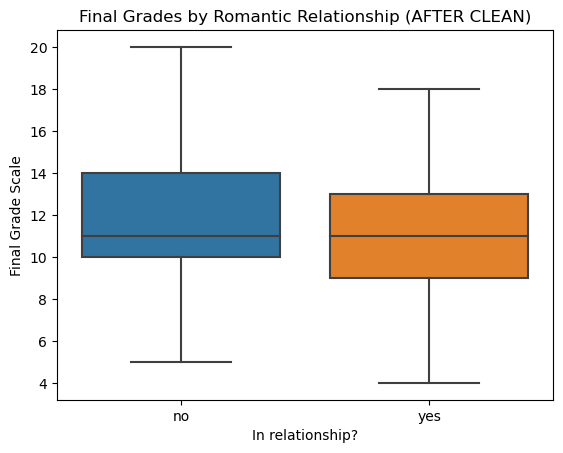 Final Grades by Romantic Relationship (AFTER CLEAN)
Final Grade Scale
20
18
16
14
12
10
8
6
4
no yes
In relationship?